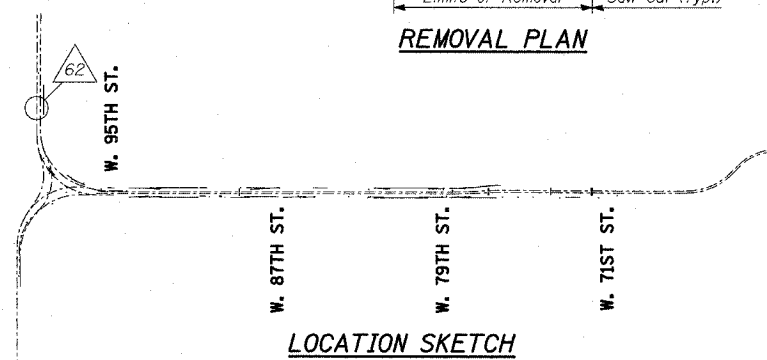 Limits of Removal
Saw Cut (Typ.)
REMOVAL PLAN
62
W. 95TH ST.
W. 87TH ST.
W. 79TH ST.
W. 71ST ST.
LOCATION SKETCH